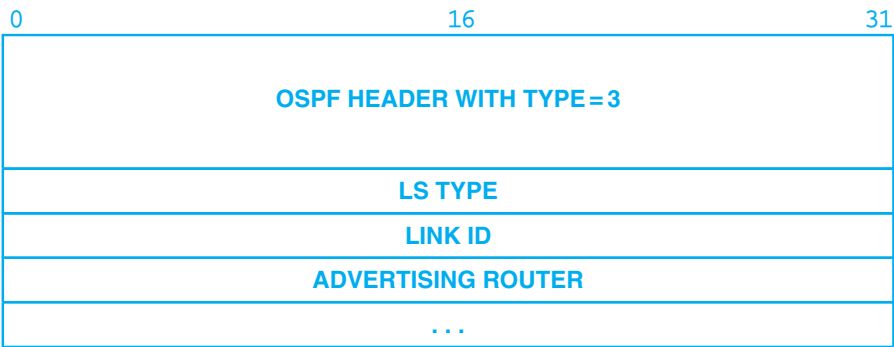 0 16 31
OSPF HEADER WITH TYPE = 3
LS TYPE
LINK ID
ADVERTISING ROUTER
. . .